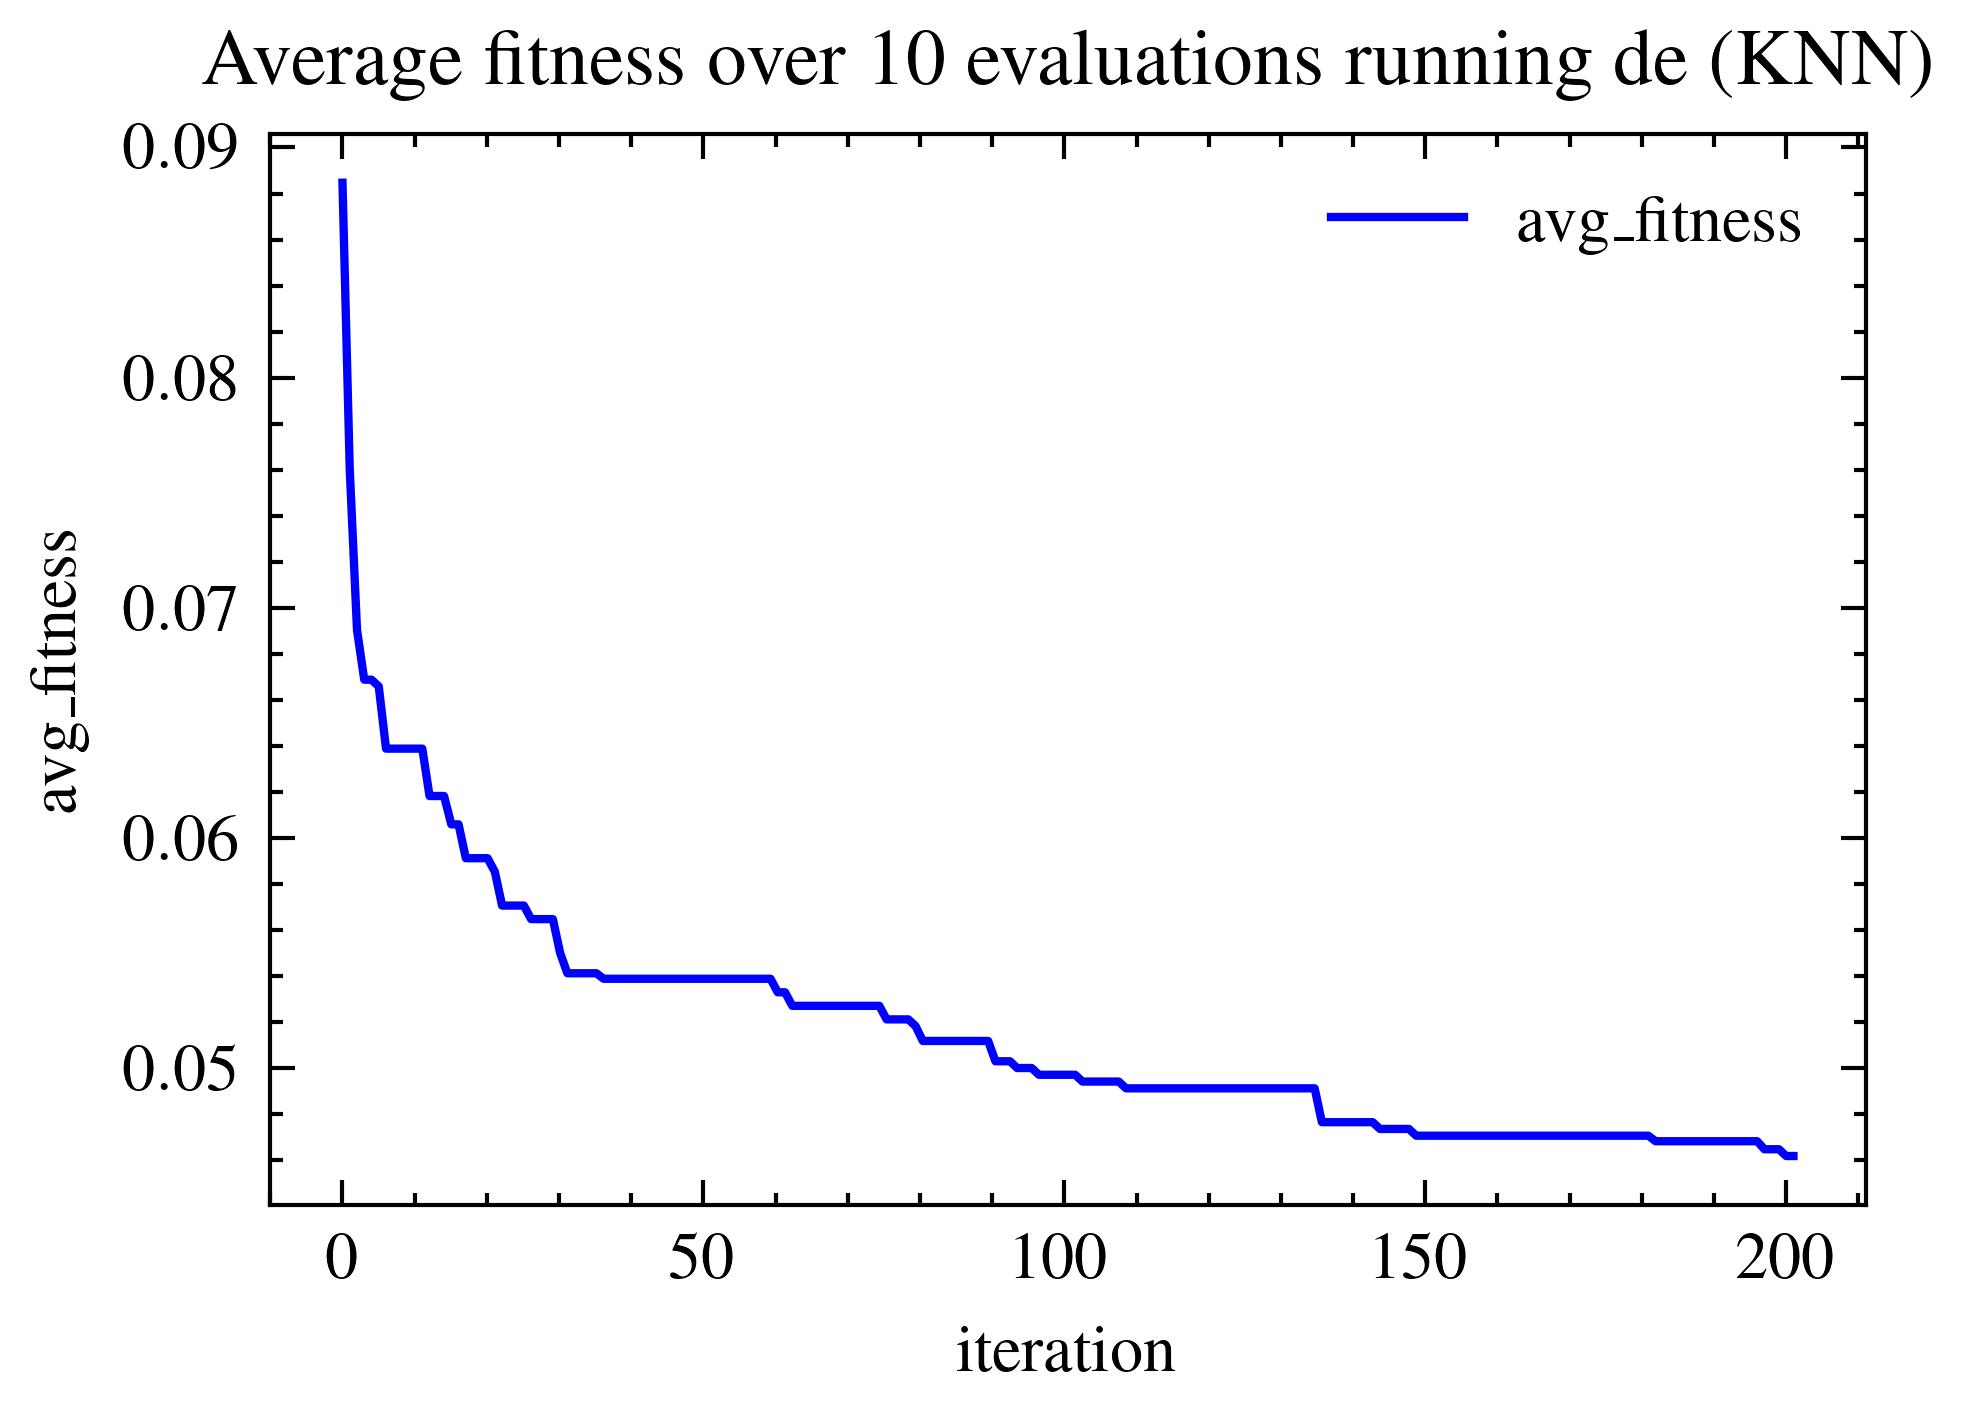 Average fitness over 10 evaluations running de (KNN)
avg_fitness
0.09
0.08
0.07
0.06
0.05
avg_fitness
0
50
100
150
200
iteration